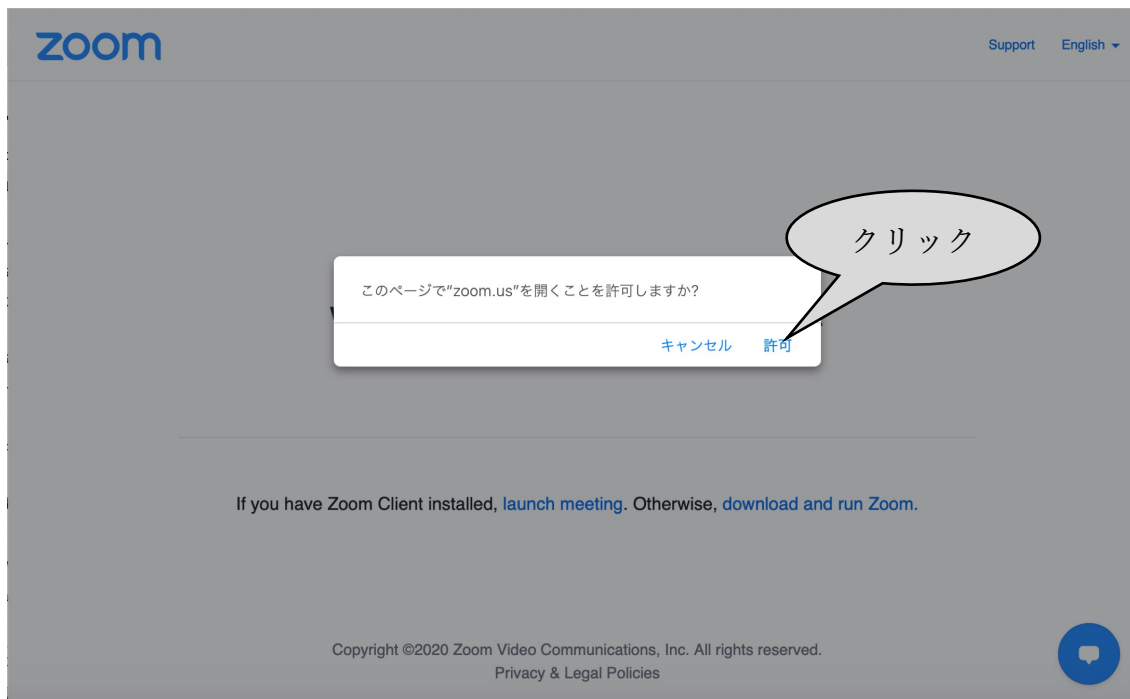 zoom
Support English
クリック
このページで“zoom.us”を開くことを許可しますか?
キャンセル 許可
If you have Zoom Client installed, launch meeting. Otherwise, download and run Zoom.
Copyright ©2020 Zoom Video Communications, Inc. All rights reserved.
Privacy & Legal Policies